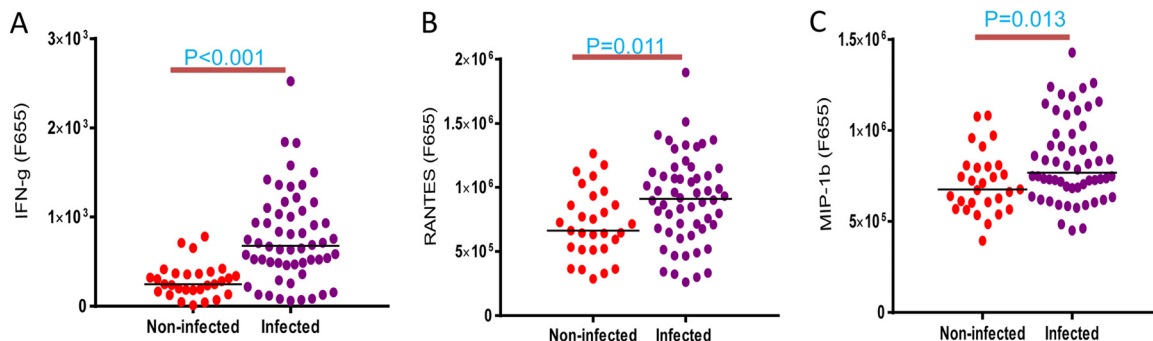 A
P<0.001
IFN-g (F655)
3×10³
2×10³
1×10³
0
Non-infected Infected
B
P=0.011
RANTES (F655)
2×10⁶
1.5×10⁶
1×10⁶
5×10⁵
0
Non-infected Infected
C
P=0.013
MIP-1b (F655)
1.5×10⁶
1×10⁶
5×10⁵
0
Non-infected Infected